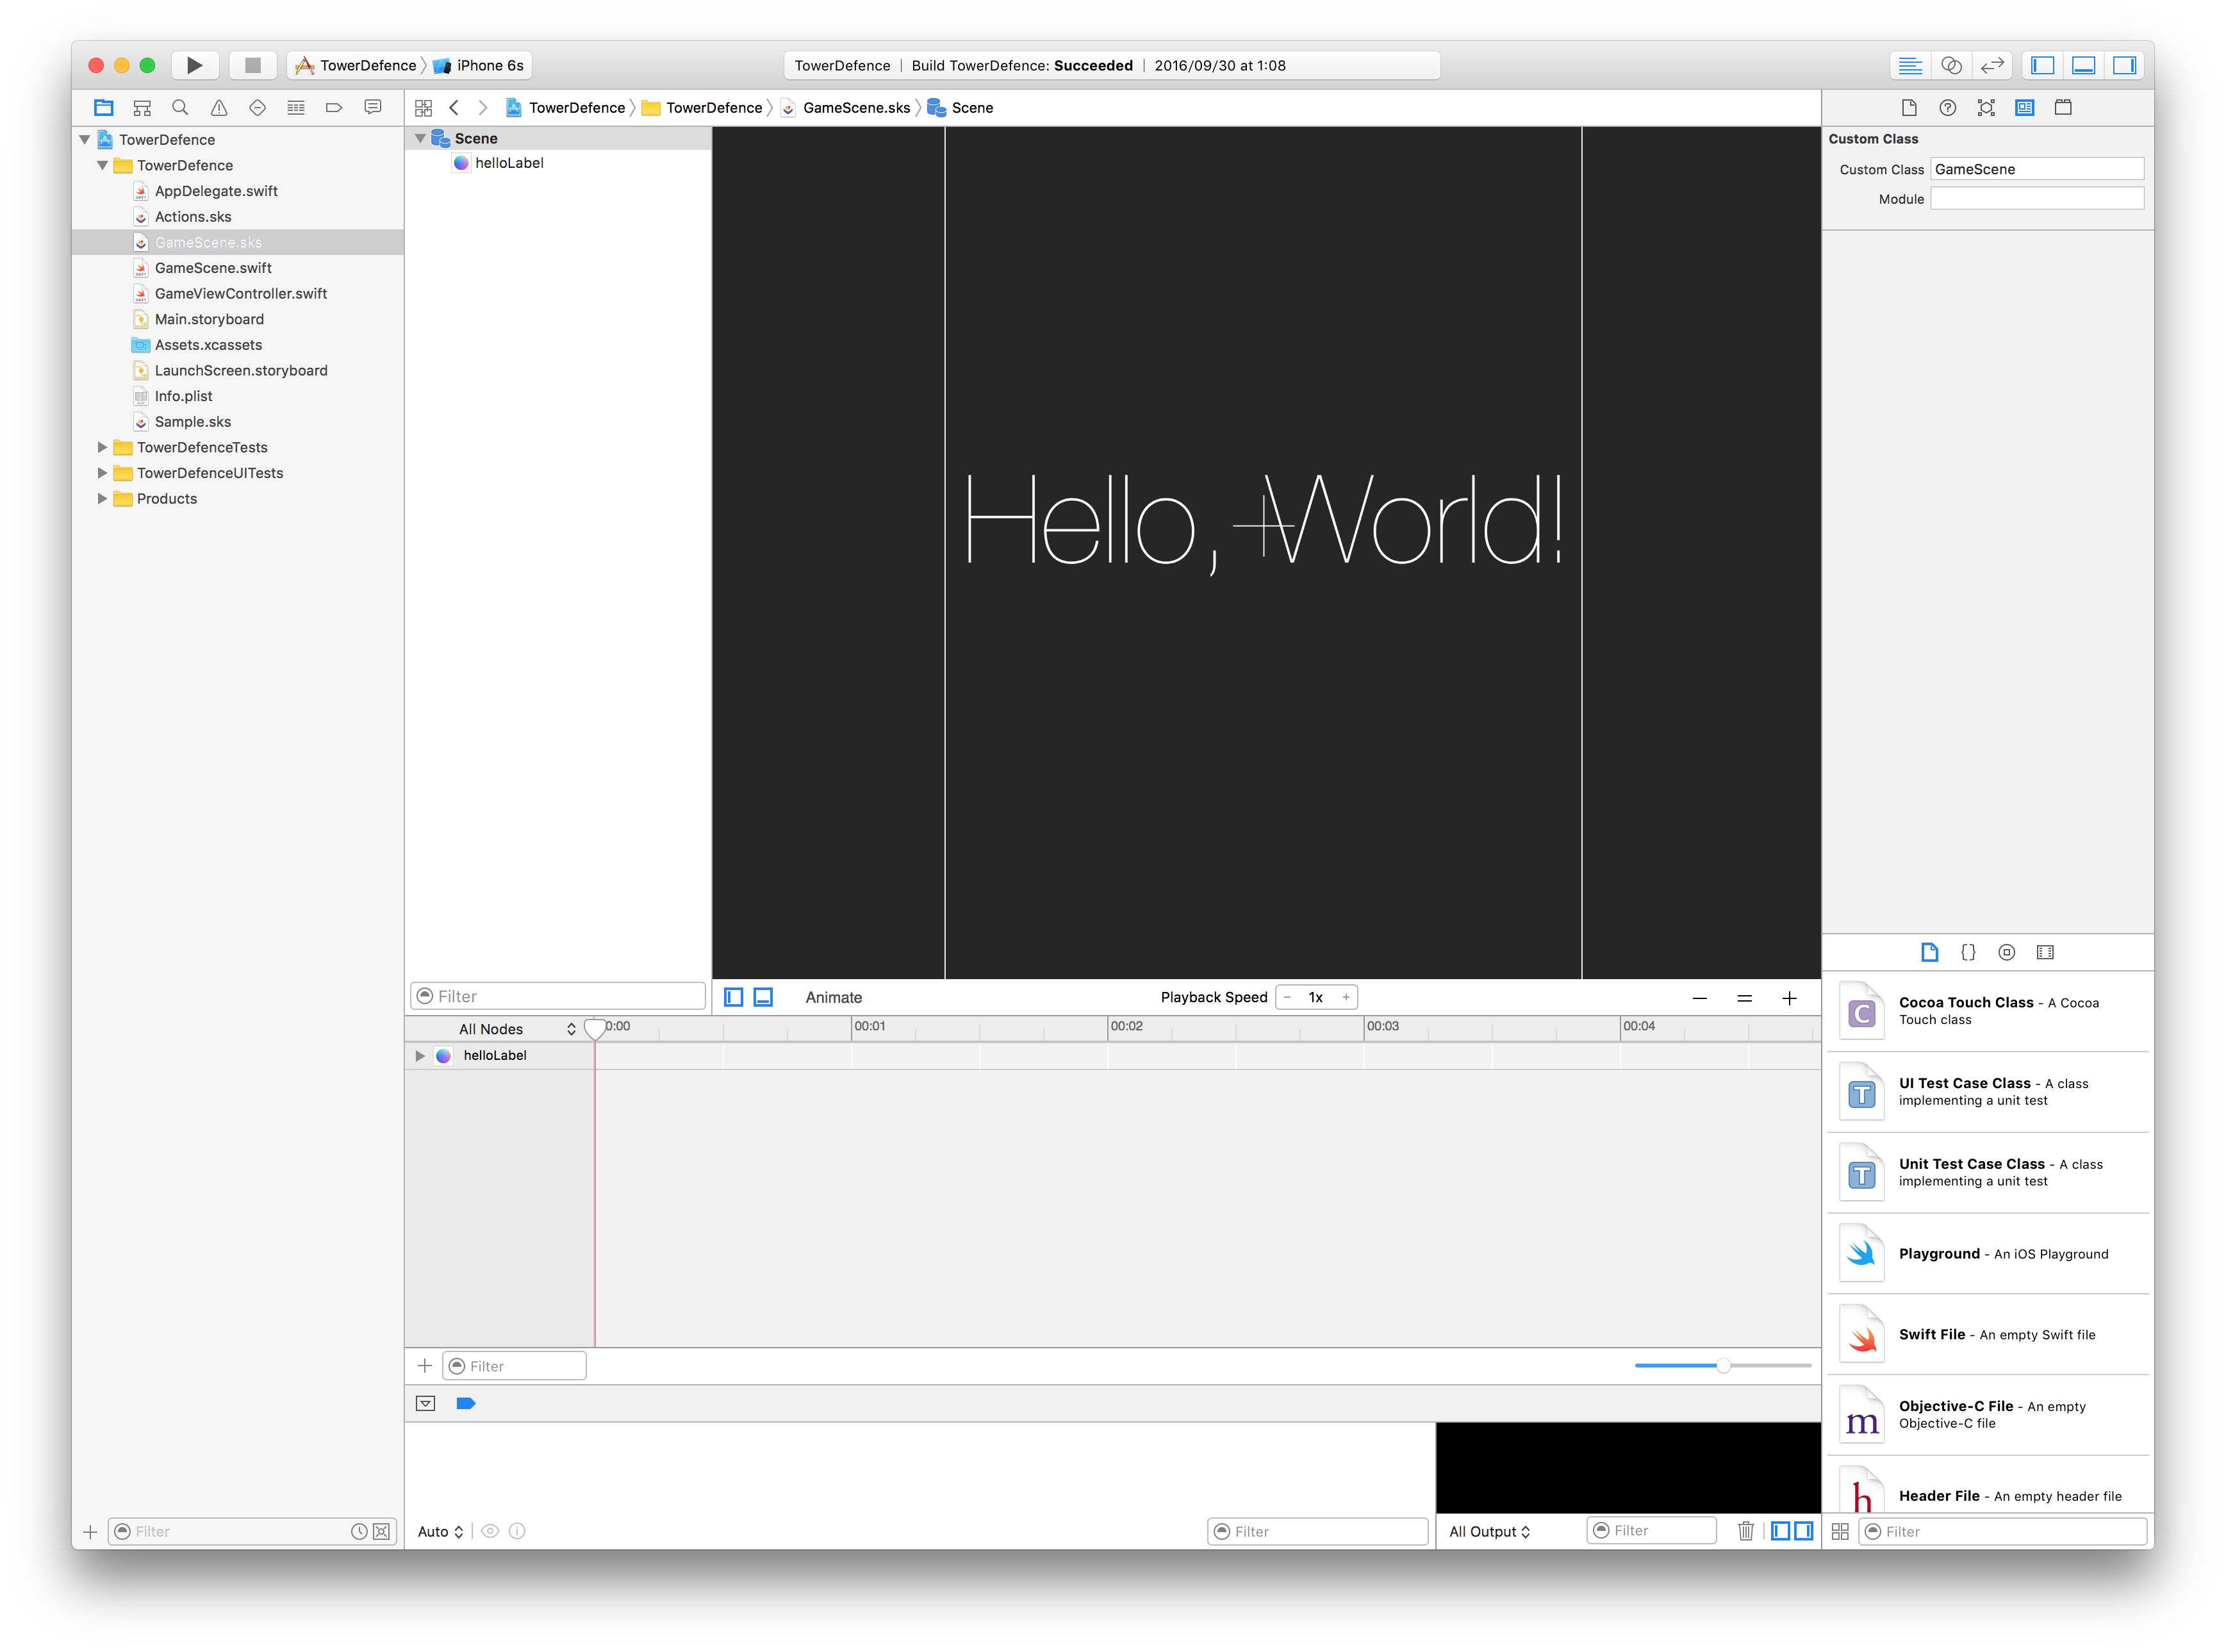 TowerDefence iPhone 6s
TowerDefence | Build TowerDefence: Succeeded | 2016/09/30 at 1:08
TowerDefence
TowerDefence
AppDelegate.swift
Actions.sks
GameScene.sks
GameScene.swift
GameViewController.swift
Main.storyboard
Assets.xcassets
LaunchScreen.storyboard
Info.plist
Sample.sks
TowerDefenceTests
TowerDefenceUITests
Products
Filter
TowerDefence TowerDefence GameScene.sks Scene
Scene
helloLabel
Filter
Hello, World!
Animate
Playback Speed − 1x +
All Nodes 0:00 00:01 00:02 00:03 00:04
helloLabel
Filter
Auto
Filter
All Output
Filter
Custom Class
Custom Class GameScene
Module
{}
C
Cocoa Touch Class - A Cocoa
Touch class
T
UI Test Case Class - A class
implementing a unit test
T
Unit Test Case Class - A class
implementing a unit test
Playground - An iOS Playground
Swift File - An empty Swift file
m
Objective-C File - An empty
Objective-C file
h
Header File - An empty header file
Filter